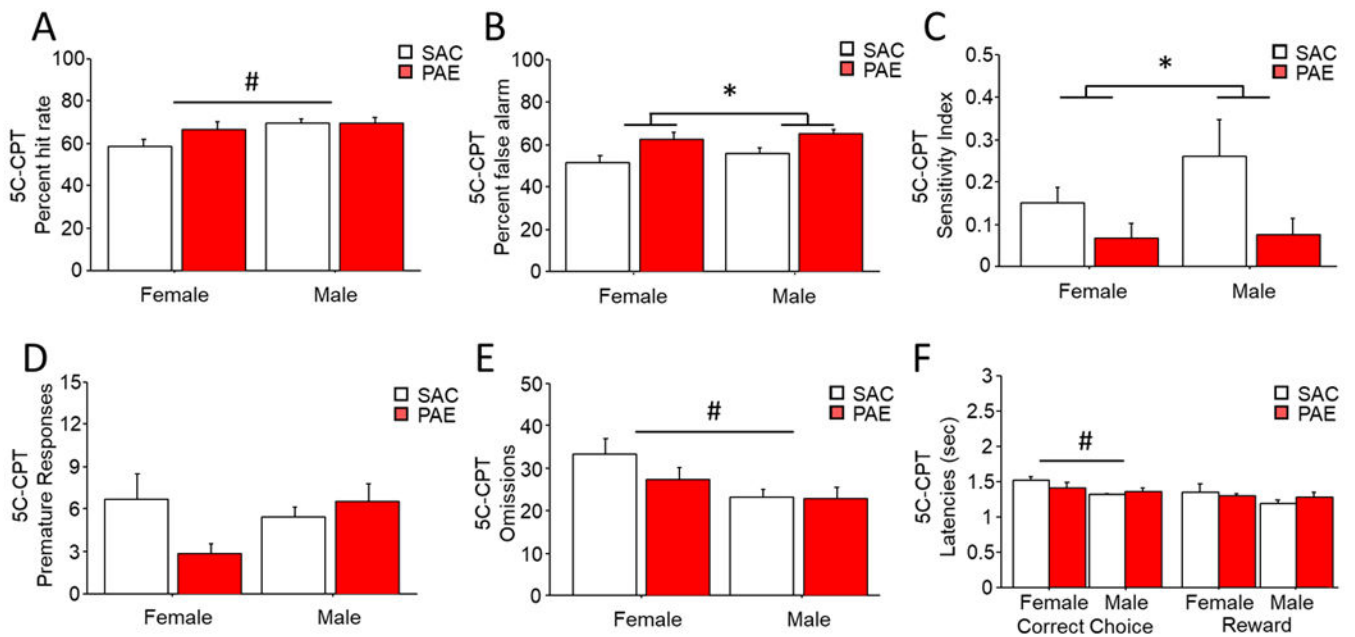 A
5C-CPT
Percent hit rate
100
80
60
40
20
0
#
SAC
PAE
Female
Male
B
5C-CPT
Percent false alarm
100
80
60
40
20
0
*
SAC
PAE
Female
Male
C
5C-CPT
Sensitivity Index
0.5
0.4
0.3
0.2
0.1
0
*
SAC
PAE
Female
Male
D
5C-CPT
Premature Responses
15
12
9
6
3
0
SAC
PAE
Female
Male
E
5C-CPT
Omissions
50
40
30
20
10
0
#
SAC
PAE
Female
Male
F
5C-CPT
Latencies (sec)
3
2.5
2
1.5
1
0.5
0
#
SAC
PAE
Female Male Female Male
Correct Choice Reward